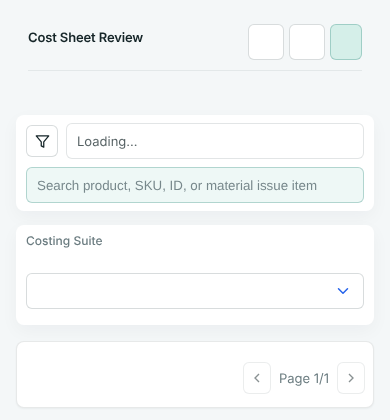 Cost Sheet Review
Loading...
Search product, SKU, ID, or material issue item
Costing Suite
Page 1/1